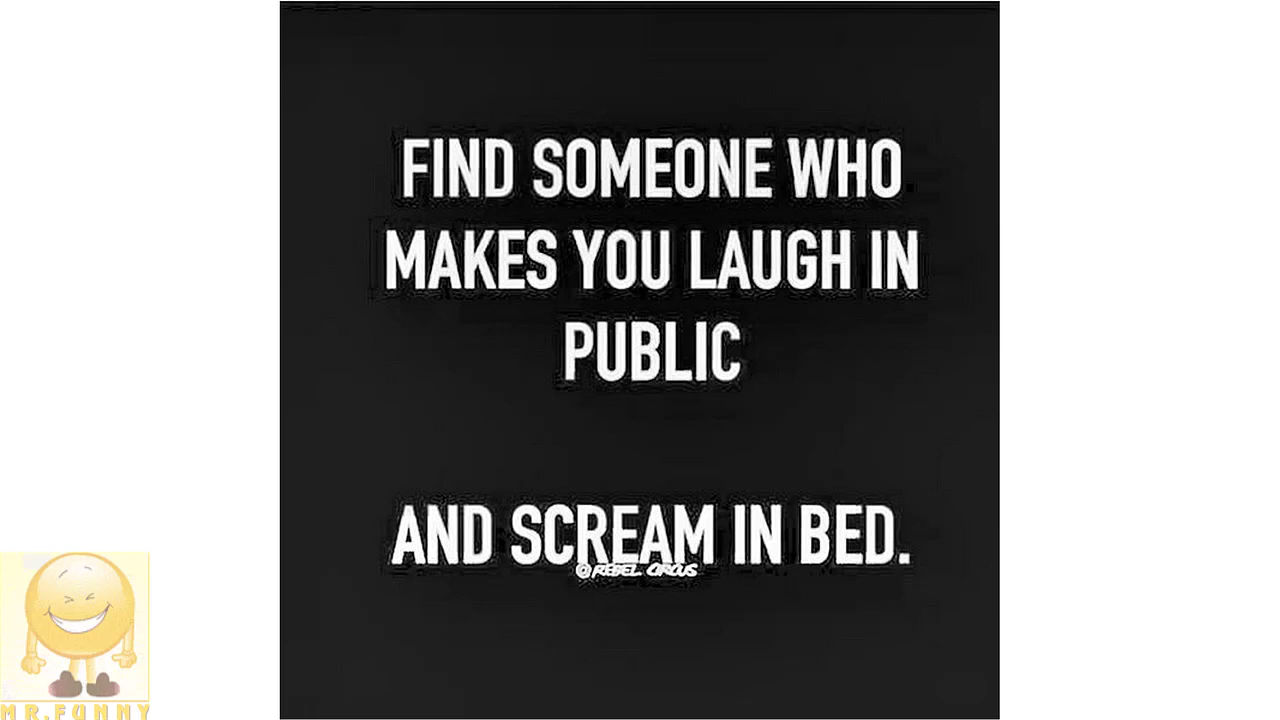 FIND SOMEONE WHO
MAKES YOU LAUGH IN
PUBLIC
AND SCREAM IN BED.
@REBEL.CIRCUS
MR.FUNNY